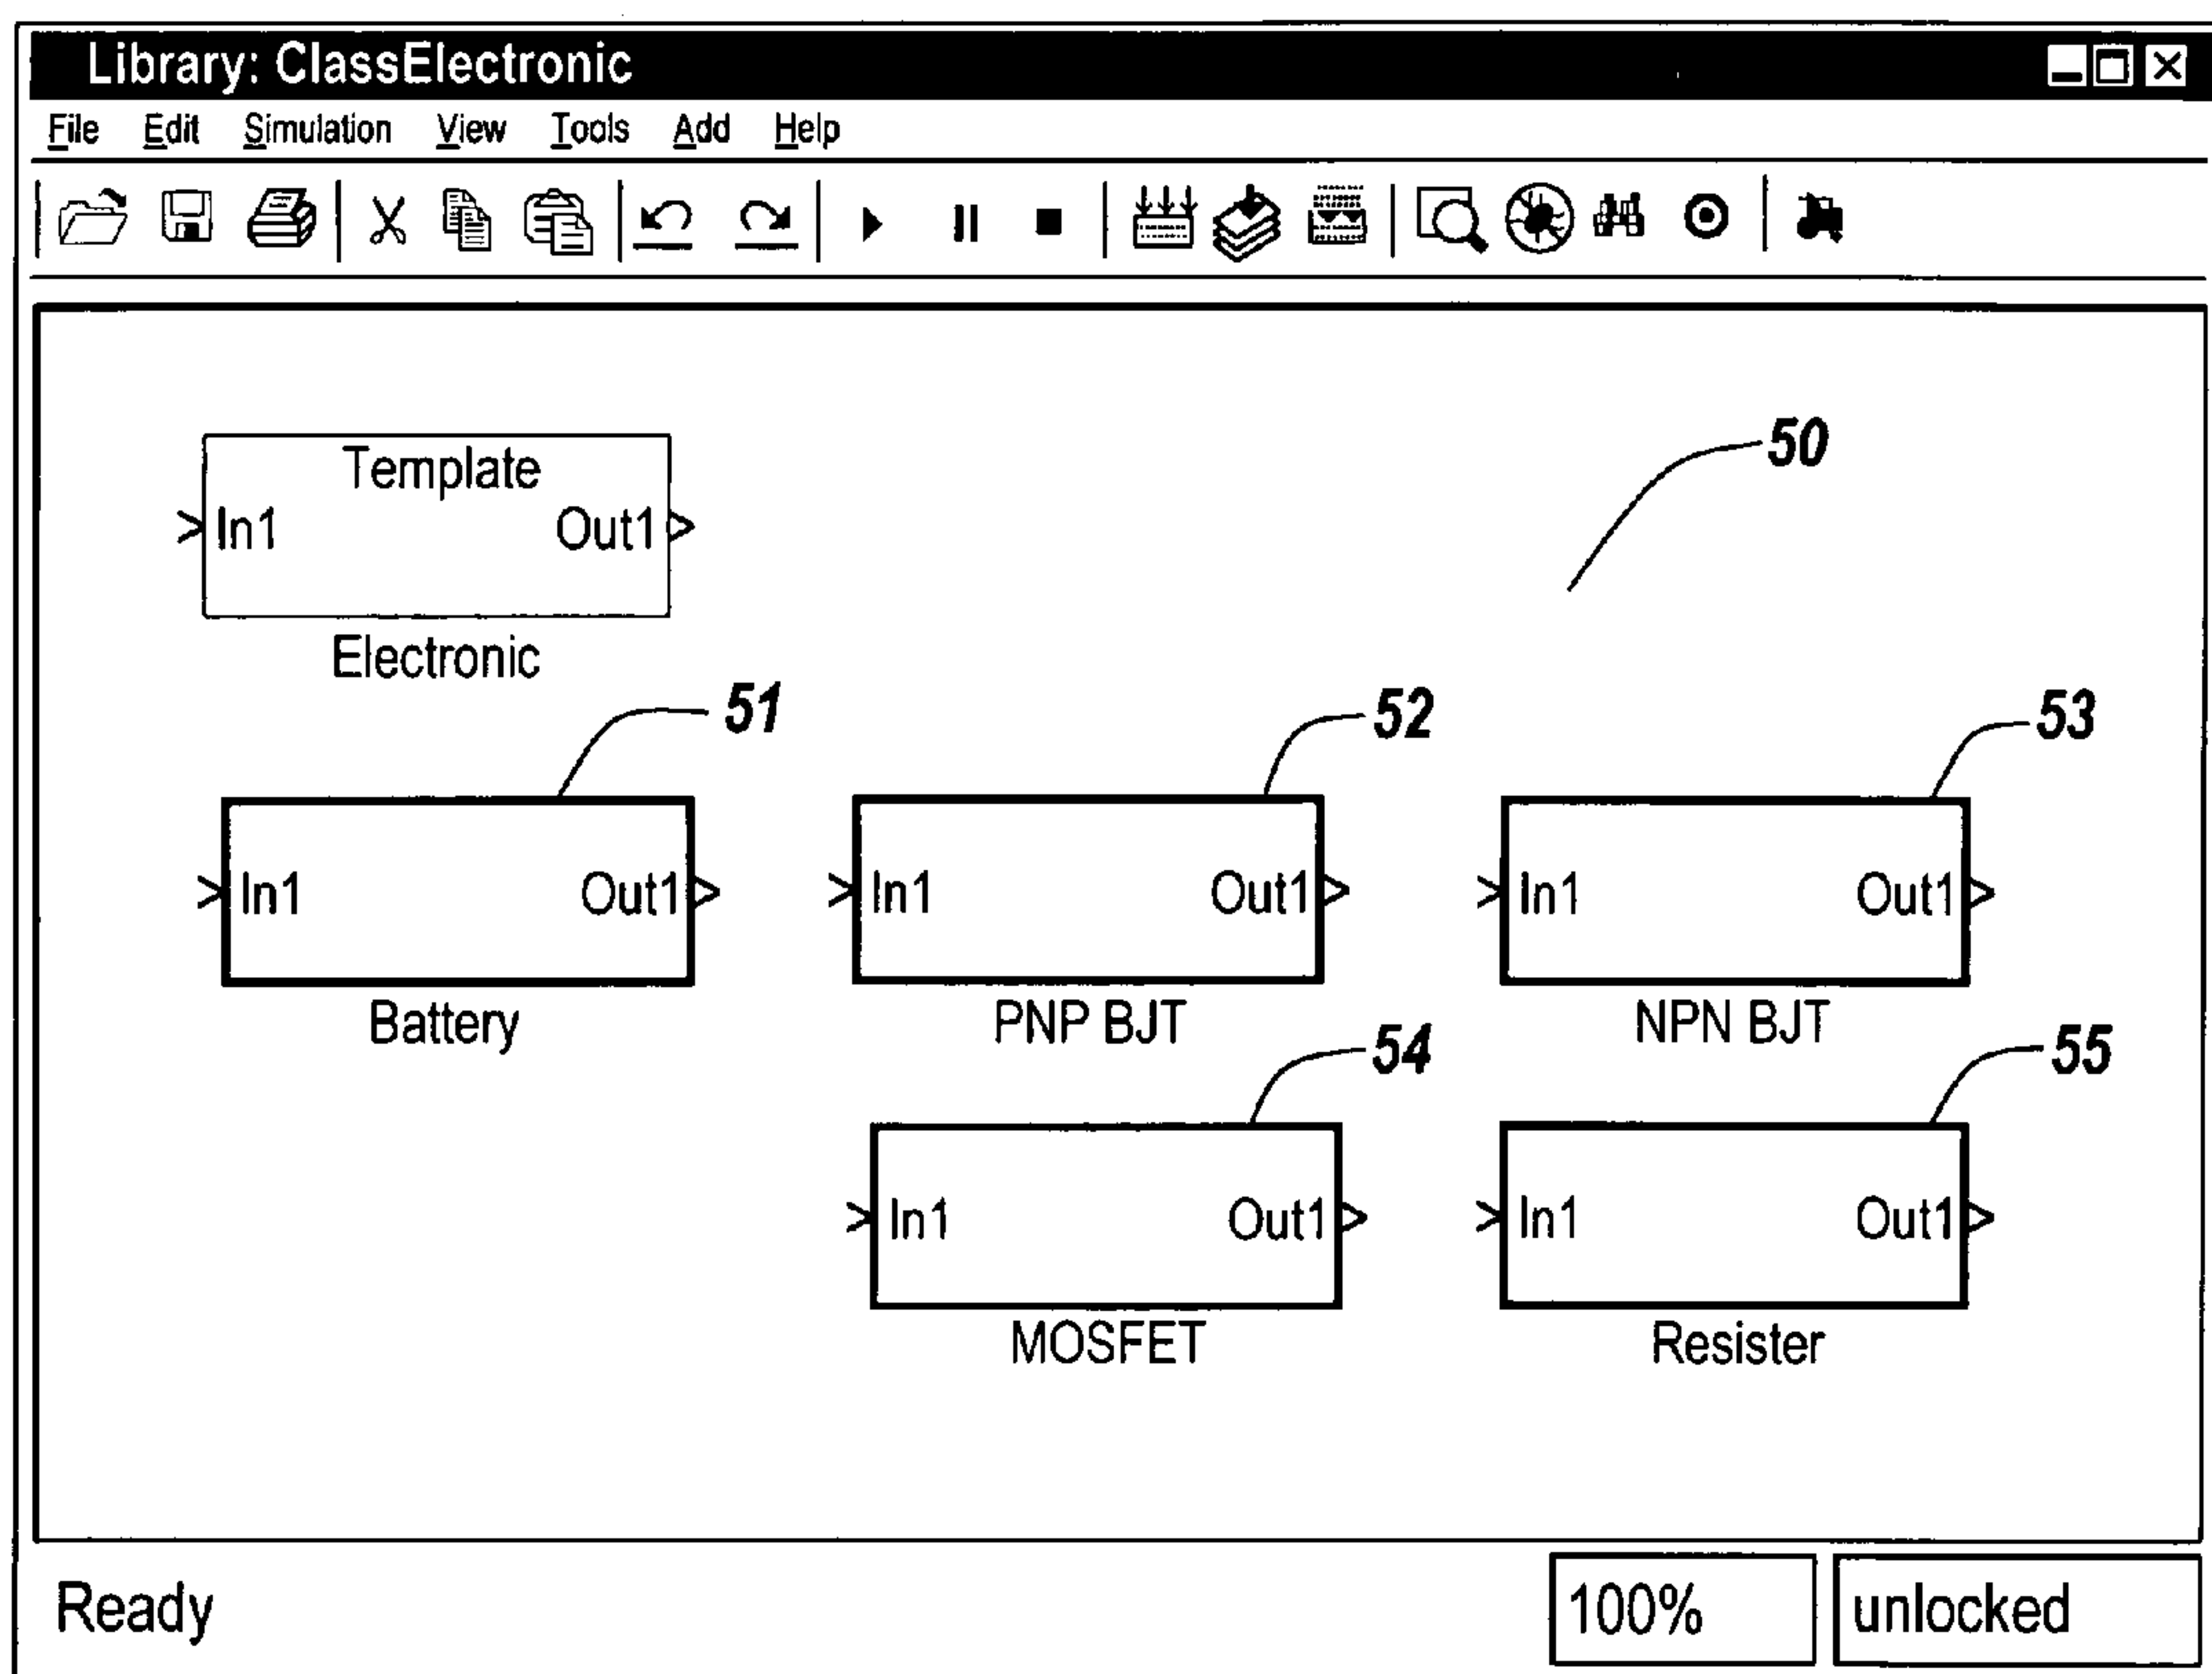 Library: ClassElectronic
File Edit Simulation View Tools Add Help
Template
In1 Out1
Electronic
50
51
52
53
In1 Out1
In1 Out1
In1 Out1
Battery
PNP BJT
NPN BJT
54
55
In1 Out1
In1 Out1
MOSFET
Resister
Ready
100%
unlocked